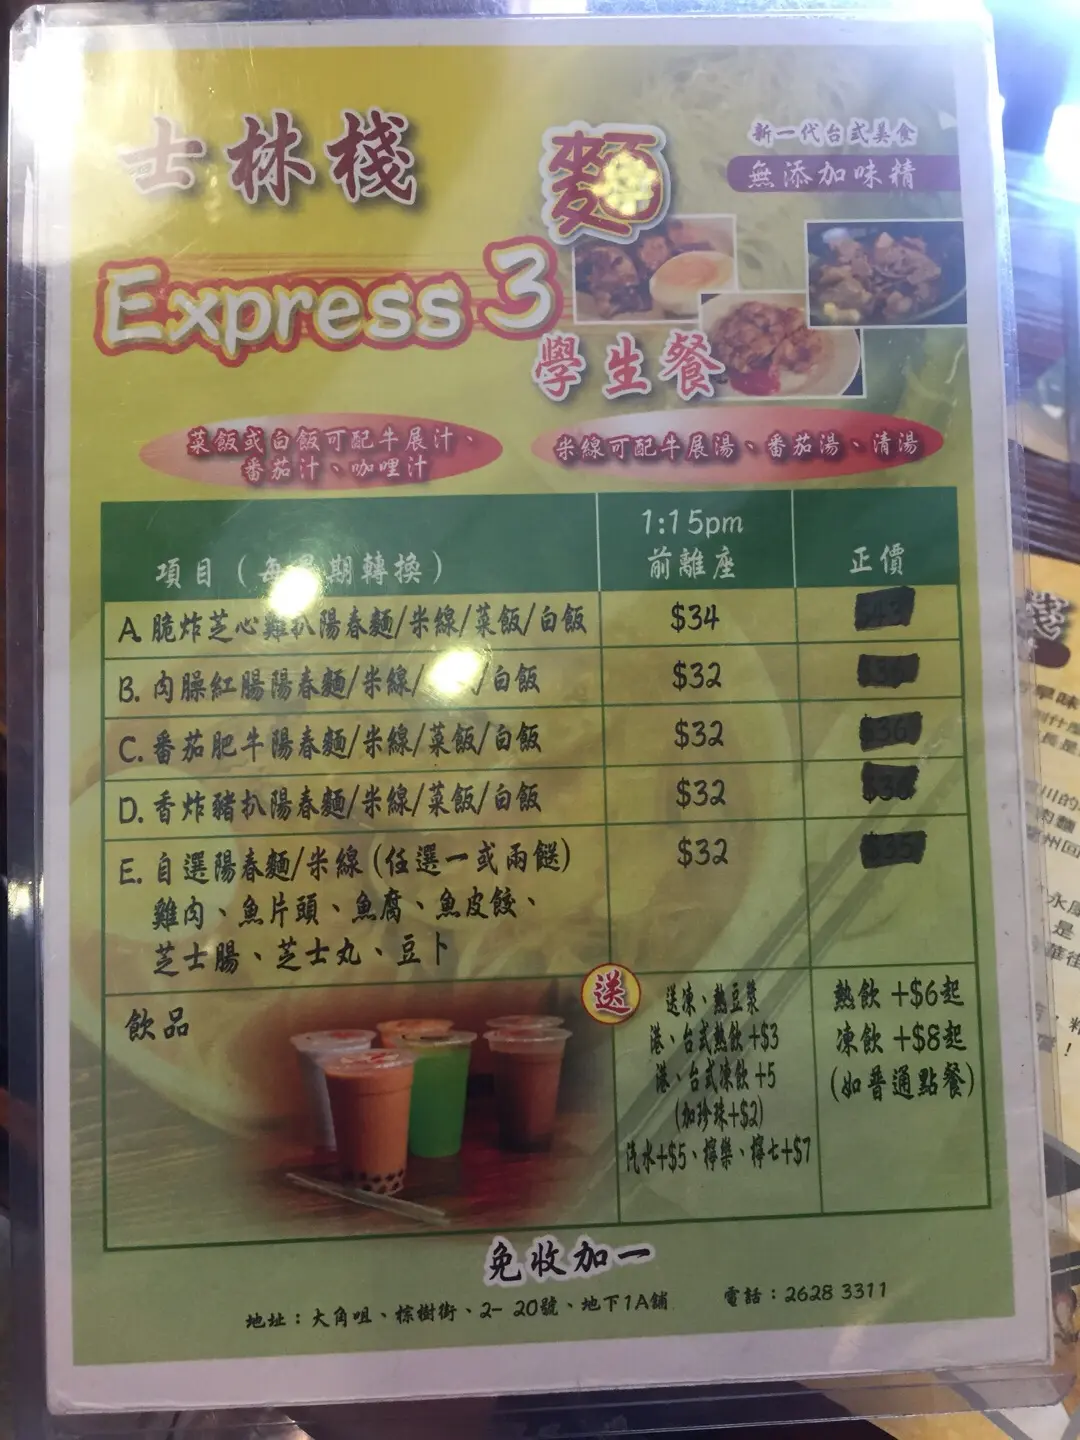 士林棧
麵
新一代台式美食
無添加味精
Express 3
學生餐
菜飯或白飯可配牛展汁、
番茄汁、咖哩汁
米線可配牛展湯、番茄湯、清湯
項目（每 期轉換）
1:15pm
前離座
正價
A. 脆炸芝心雞扒陽春麵/米線/菜飯/白飯
$34
B. 肉臊紅腸陽春麵/米線/ /白飯
$32
C. 番茄肥牛陽春麵/米線/菜飯/白飯
$32
$36
D. 香炸豬扒陽春麵/米線/菜飯/白飯
$32
E. 自選陽春麵/米線（任選一或兩餸）
$32
$35
雞肉、魚片頭、魚腐、魚皮餃、
芝士腸、芝士丸、豆卜
飲品
送
送凍、熱豆漿
港、台式熱飲 +$3
港、台式凍飲 +5
(加珍珠+$2)
汽水+$5、檸樂、檸七+$7
熱飲 +$6起
凍飲 +$8起
(如普通點餐)
免收加一
地址：大角咀、棕樹街、2- 20號、地下1A鋪
電話：2628 3311